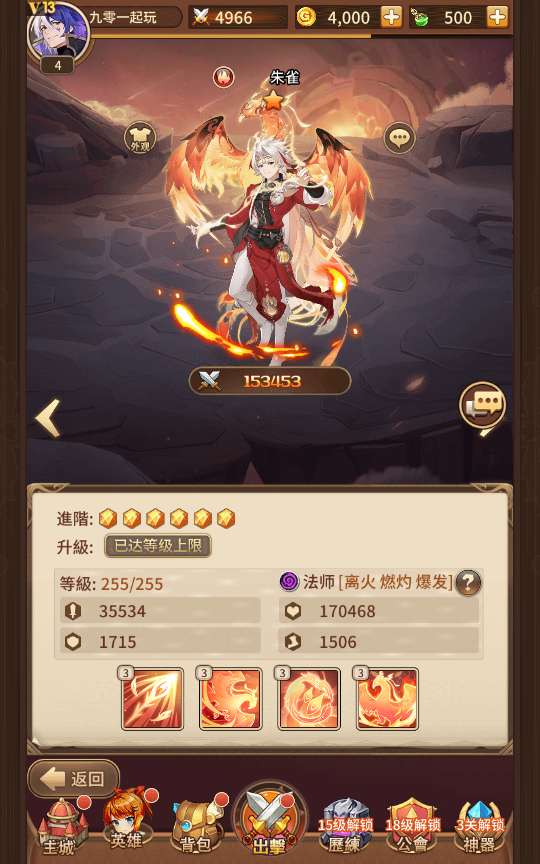 V13
九零一起玩
4966
4,000
500
4
朱雀
外观
153453
進階:
升級: 已达等级上限
等級: 255/255
法师 [离火 燃灼 爆发] ?
35534
170468
1715
1506
3
3
3
3
返回
主城
英雄
背包
出擊
15级解锁
歷練
18级解锁
公會
3关解锁
神器